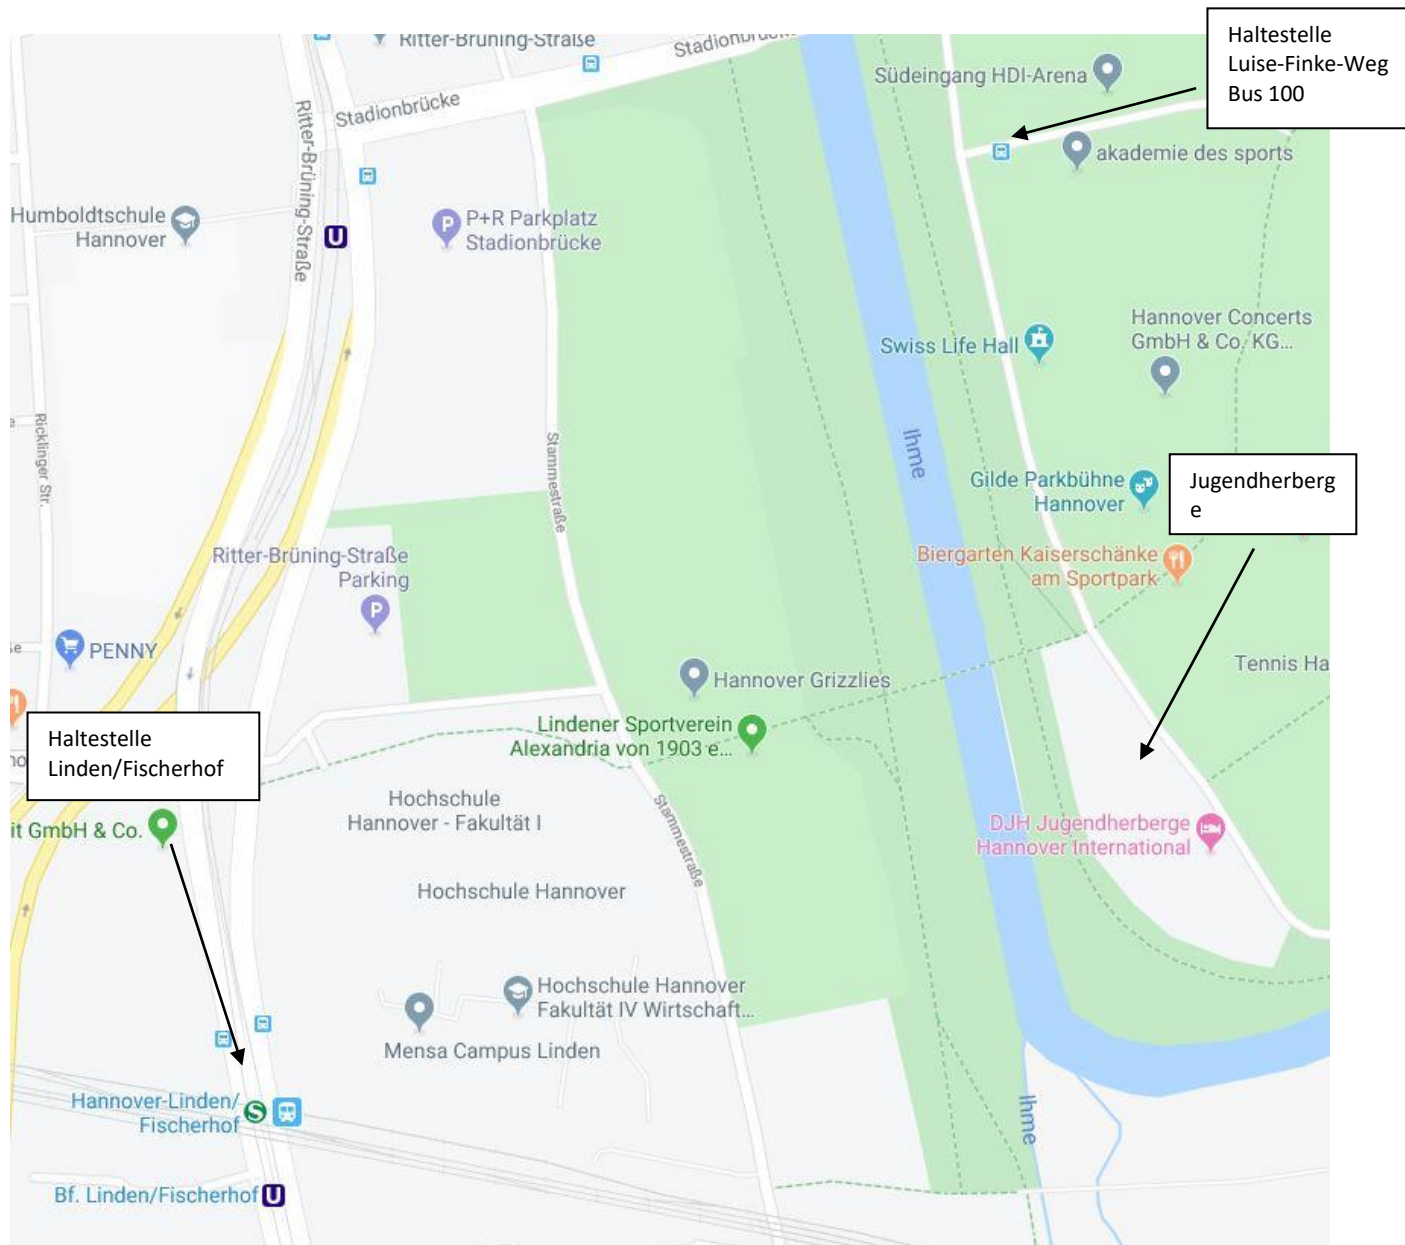 Haltestelle
Luise-Finke-Weg
Bus 100
Ritter-Brüning-Straße
Stadionbrücke
Südeingang HDI-Arena
Stadionbrücke
Ritter-Brüning-Straße
akademie des sports
Humboldtschule
Hannover
P+R Parkplatz
Stadionbrücke
Hannover Concerts
GmbH & Co. KG...
Swiss Life Hall
Ricklinger Str.
Stammestraße
Ihme
Gilde Parkbühne
Hannover
Jugendherberg
e
Ritter-Brüning-Straße
Parking
Biergarten Kaiserschänke
am Sportpark
PENNY
Tennis Ha
Hannover Grizzlies
Haltestelle
Linden/Fischerhof
Lindener Sportverein
Alexandria von 1903 e...
Hochschule
Hannover - Fakultät I
it GmbH & Co.
Stammestraße
DJH Jugendherberge
Hannover International
Hochschule Hannover
Hochschule Hannover
Fakultät IV Wirtschaft...
Mensa Campus Linden
Hannover-Linden/
Fischerhof
Ihme
Bf. Linden/Fischerhof